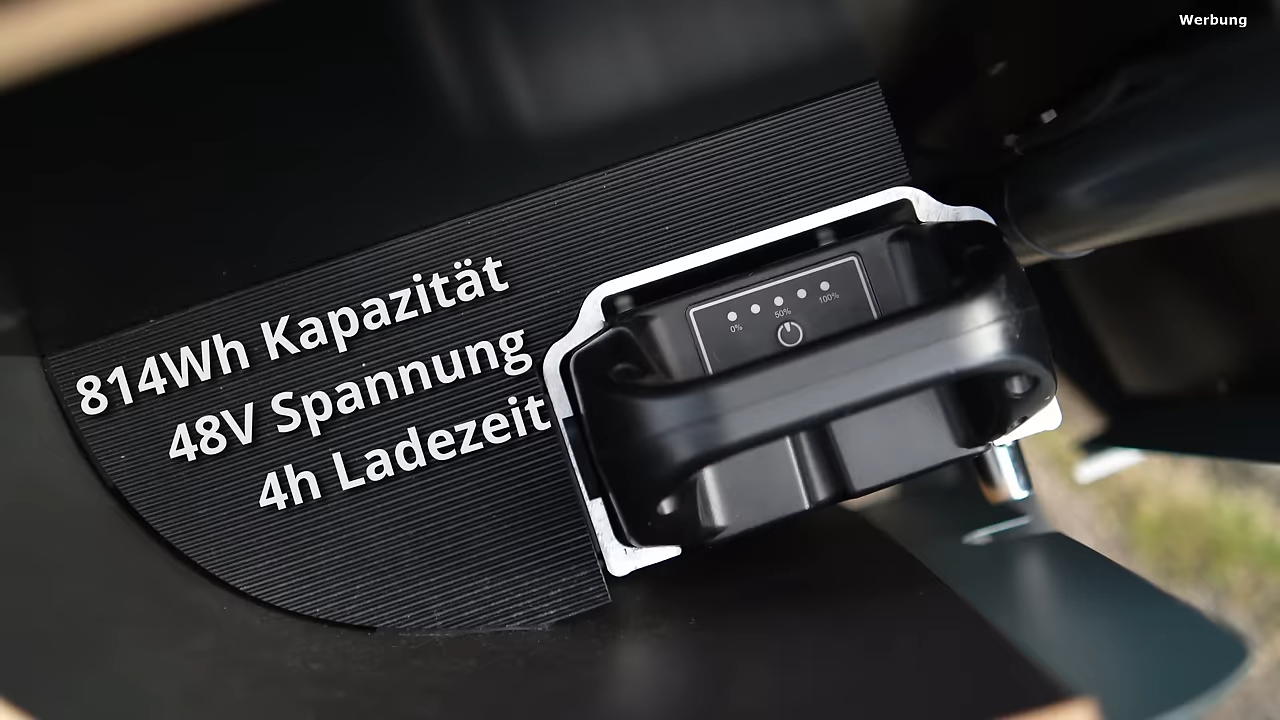 Werbung
814Wh Kapazität
48V Spannung
4h Ladezeit
0%
50%
100%